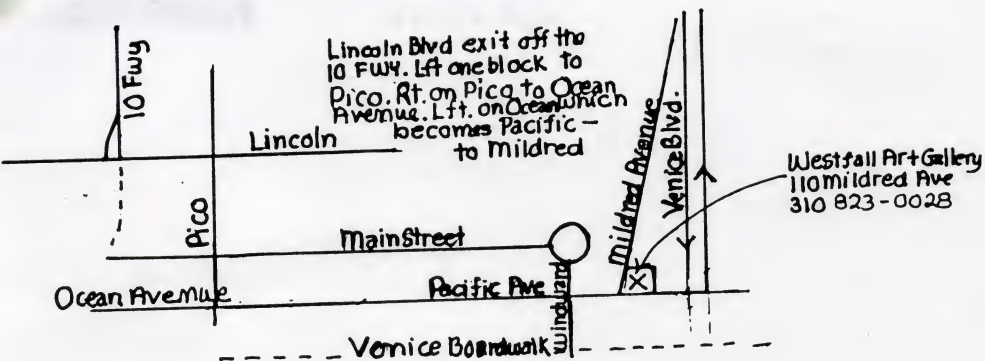 10 Fwy
Lincoln Blvd exit off the
10 FWY. Lft one block to
Pico. Rt. on Pico to Ocean
Avenue. Lft. on Ocean which
becomes Pacific –
to Mildred
Lincoln
Pico
Main Street
Mildred Avenue
Venice Blvd.
Westfall Art Gallery
110 Mildred Ave
310 823-0028
X
Ocean Avenue
Pacific Ave
Windward
Venice Boardwalk